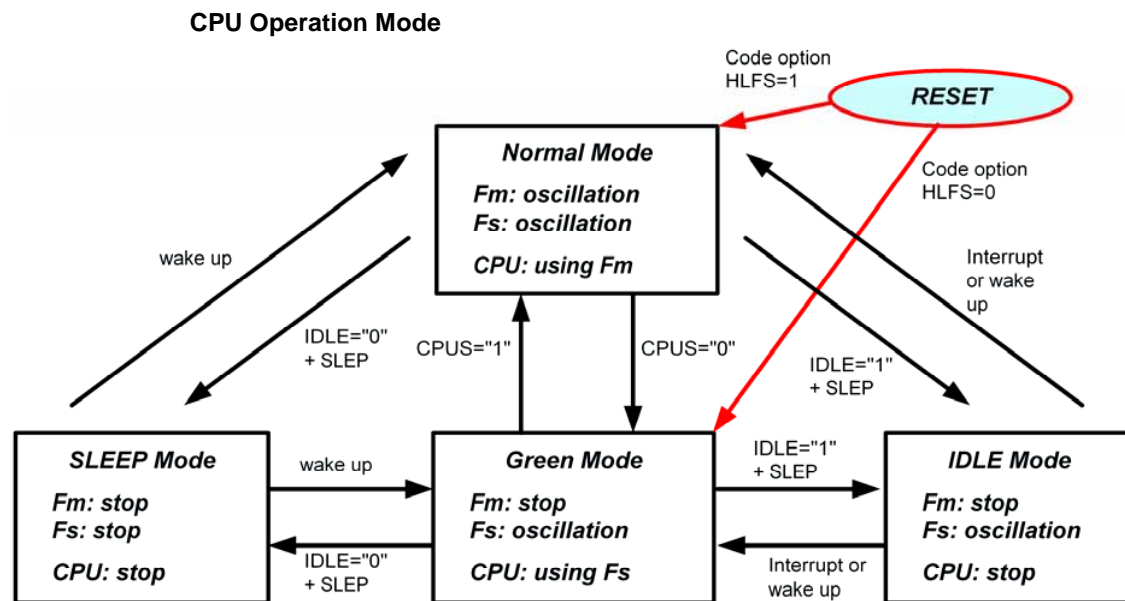 CPU Operation Mode
Code option
HLFS=1
RESET
Normal Mode
Fm: oscillation
Fs: oscillation
CPU: using Fm
Code option
HLFS=0
wake up
Interrupt
or wake
up
IDLE="0"
+ SLEP
CPUS="1"
CPUS="0"
IDLE="1"
+ SLEP
SLEEP Mode
Fm: stop
Fs: stop
CPU: stop
wake up
IDLE="0"
+ SLEP
Green Mode
Fm: stop
Fs: oscillation
CPU: using Fs
IDLE="1"
+ SLEP
Interrupt or
wake up
IDLE Mode
Fm: stop
Fs: oscillation
CPU: stop